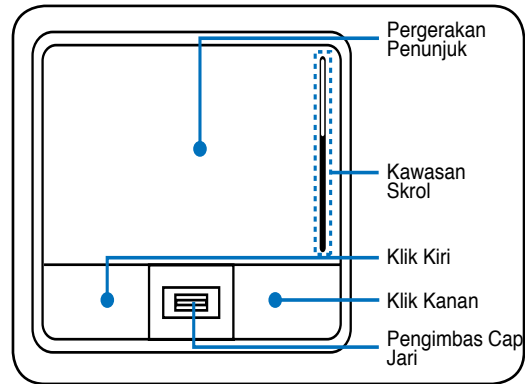 Pergerakan
Penunjuk
Kawasan
Skrol
Klik Kiri
Klik Kanan
Pengimbas Cap
Jari